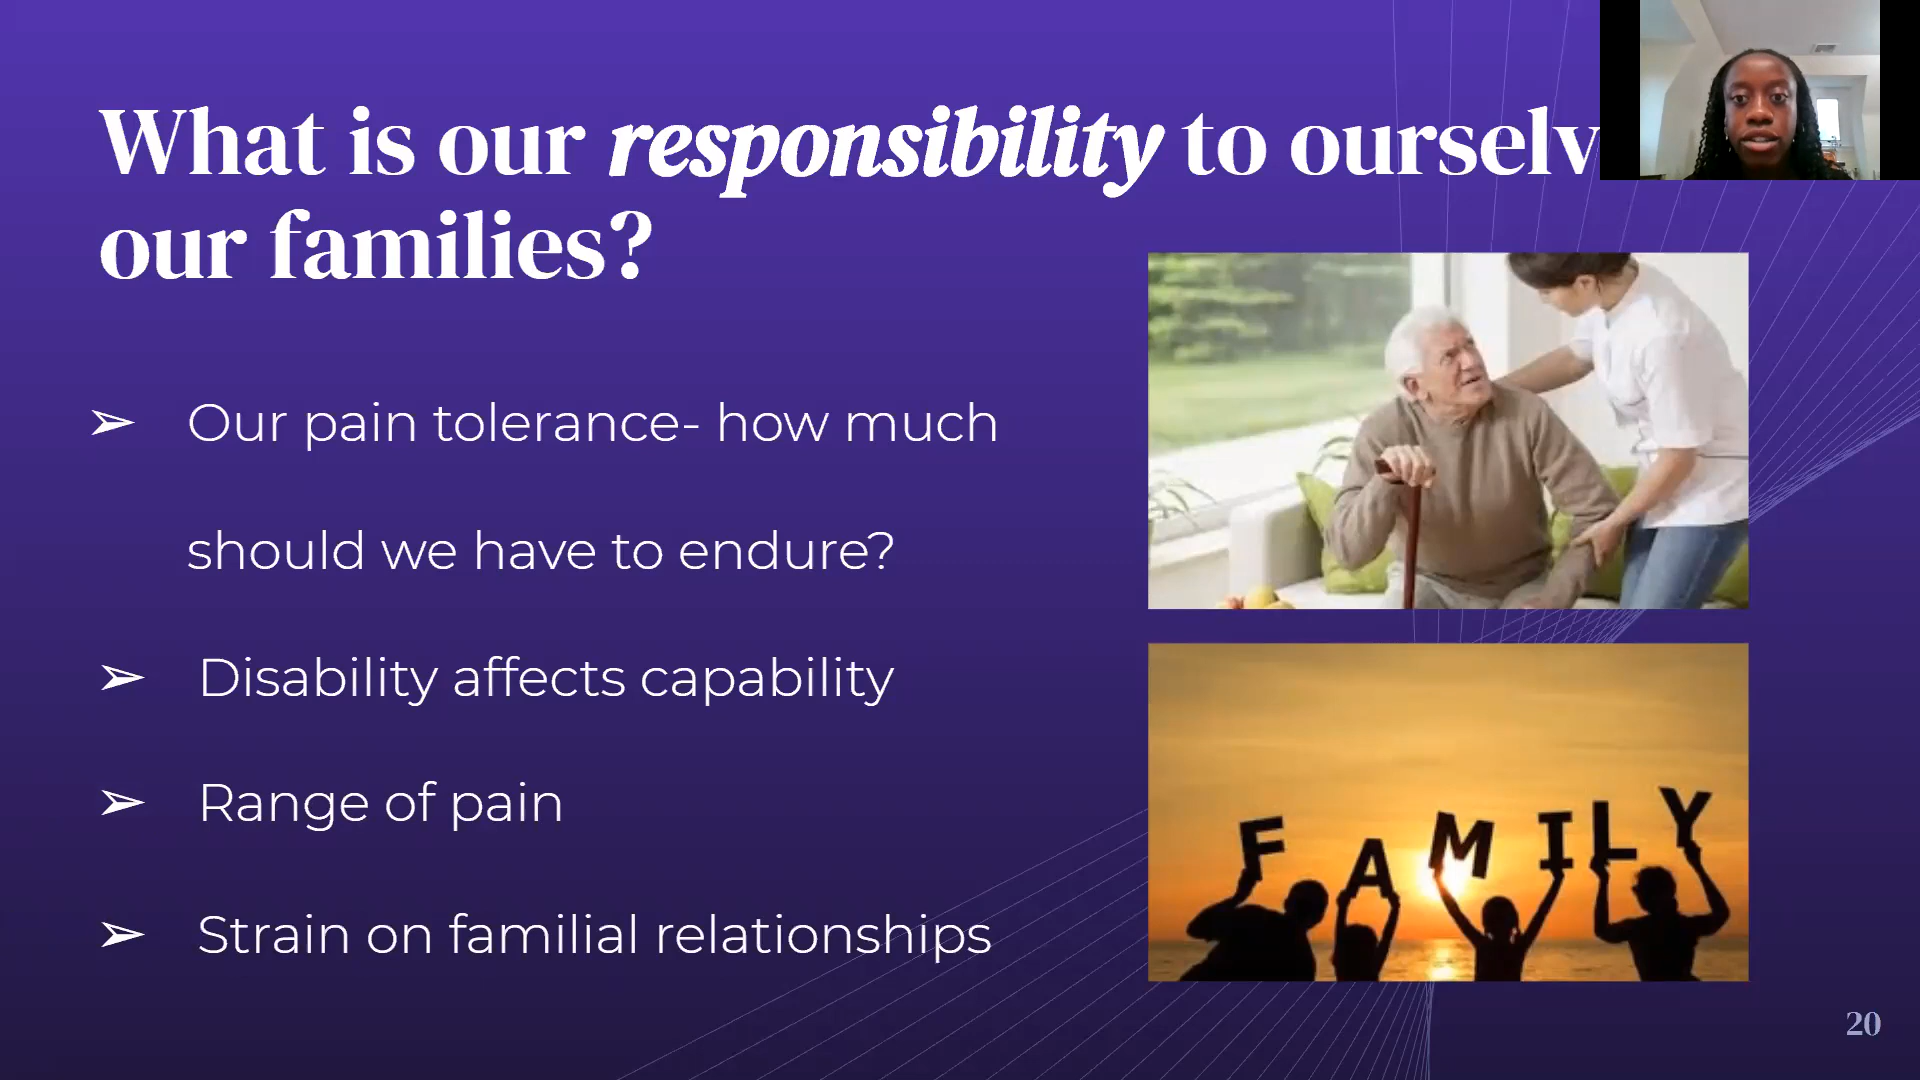 What is our responsibility to ourselv
our families?
➢ Our pain tolerance- how much
should we have to endure?
➢ Disability affects capability
➢ Range of pain
➢ Strain on familial relationships
F A M I L Y
20